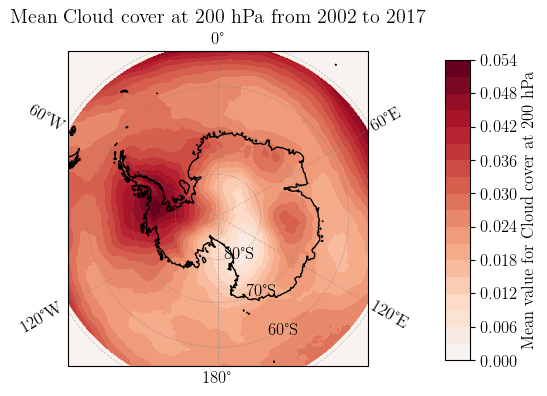 Mean Cloud cover at 200 hPa from 2002 to 2017
0°
60°W
60°E
80°S
70°S
60°S
120°W
120°E
180°
0.054
0.048
0.042
0.036
0.030
0.024
0.018
0.012
0.006
0.000
Mean value for Cloud cover at 200 hPa